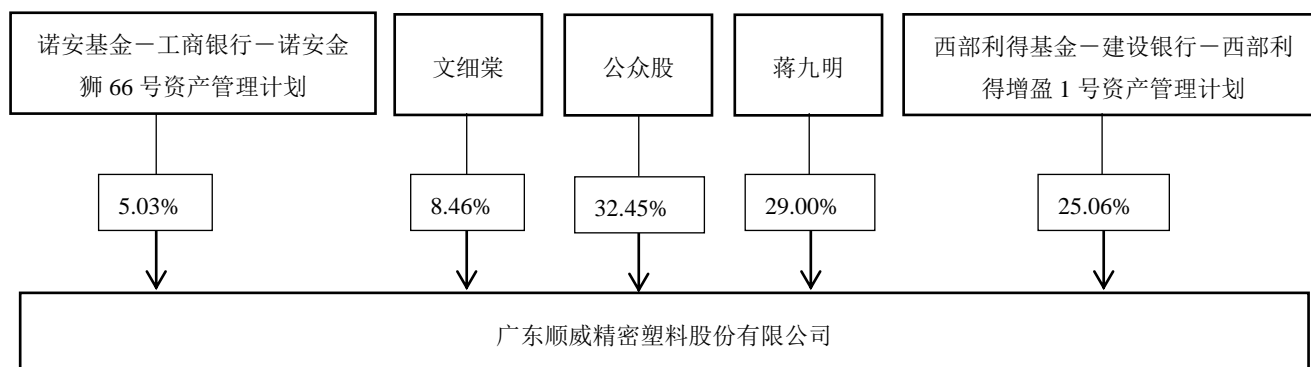 诺安基金－工商银行－诺安金
狮 66 号资产管理计划
文细棠
公众股
蒋九明
西部利得基金－建设银行－西部利
得增盈 1 号资产管理计划
5.03%
8.46%
32.45%
29.00%
25.06%
广东顺威精密塑料股份有限公司